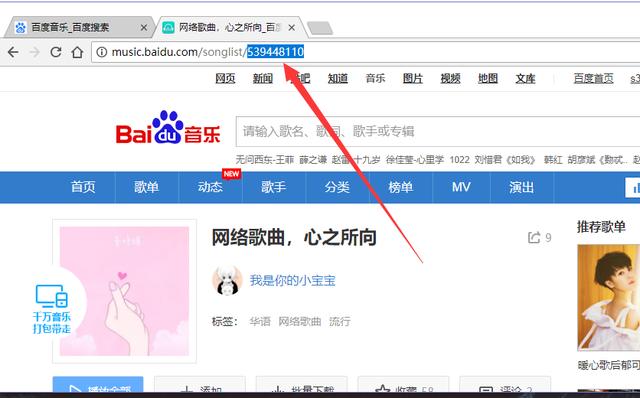 百度音乐_百度搜索
网络歌曲，心之所向_百度
music.baidu.com/songlist/539448110
网页 新闻 贴吧 知道 音乐 图片 视频 地图 文库 百度首页
Bai du 音乐
请输入歌名、歌词、歌手或专辑
无问西东-王菲 薛之谦 赵雷 十九岁 徐佳莹-心里学 1022 刘惜君《如我》 韩红
首页 歌单 动态 NEW 歌手 分类 榜单 MV 演出
网络歌曲，心之所向
9
推荐歌单
我是你的小宝宝
千万音乐
打包带走
标签： 华语 网络歌曲 流行
暖心歌后郁可
播放全部 添加 批量下载 收藏 58 评论 2